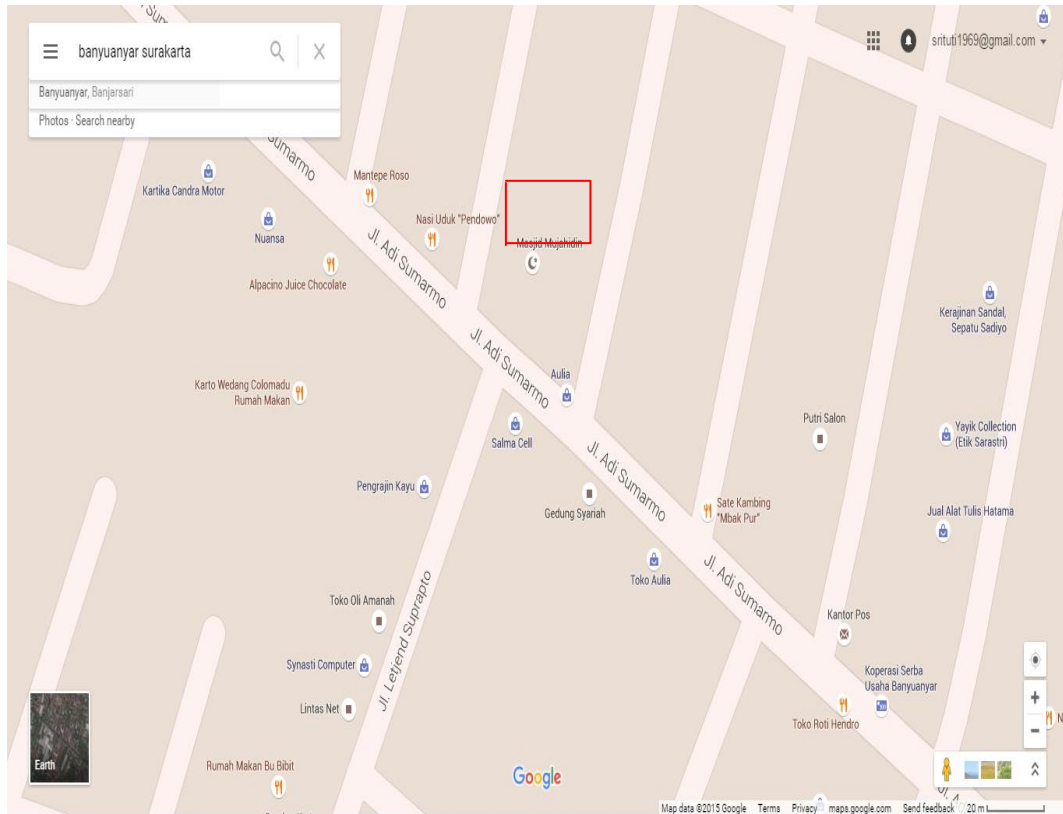 banyuanyar surakarta
Banyuanyar, Banjarsari
Photos - Search nearby
srituti1969@gmail.com
Sumarmo
Mantepe Roso
Kartika Candra Motor
Nasi Uduk "Pendowo"
Nuansa
Masjid Mujahidin
Jl. Adi Sumarmo
Alpacino Juice Chocolate
Kerajinan Sandal,
Sepatu Sadiyo
Jl. Adi Sumarmo
Aulia
Karto Wedang Colomadu
Rumah Makan
Putri Salon
Salma Cell
Yayik Collection
(Etik Sarastri)
Jl. Adi Sumarmo
Pengrajin Kayu
Gedung Syariah
Sate Kambing
"Mbak Pur"
Jual Alat Tulis Hatama
Toko Aulia
Jl. Adi Sumarmo
Toko Oli Amanah
Kantor Pos
Jl. Letjend Suprapto
Synasti Computer
Koperasi Serba
Usaha Banyuanyar
Lintas Net
Toko Roti Hendro
Earth
Rumah Makan Bu Bibit
Google
Map data ©2015 Google Terms Privacy maps.google.com Send feedback 20 m